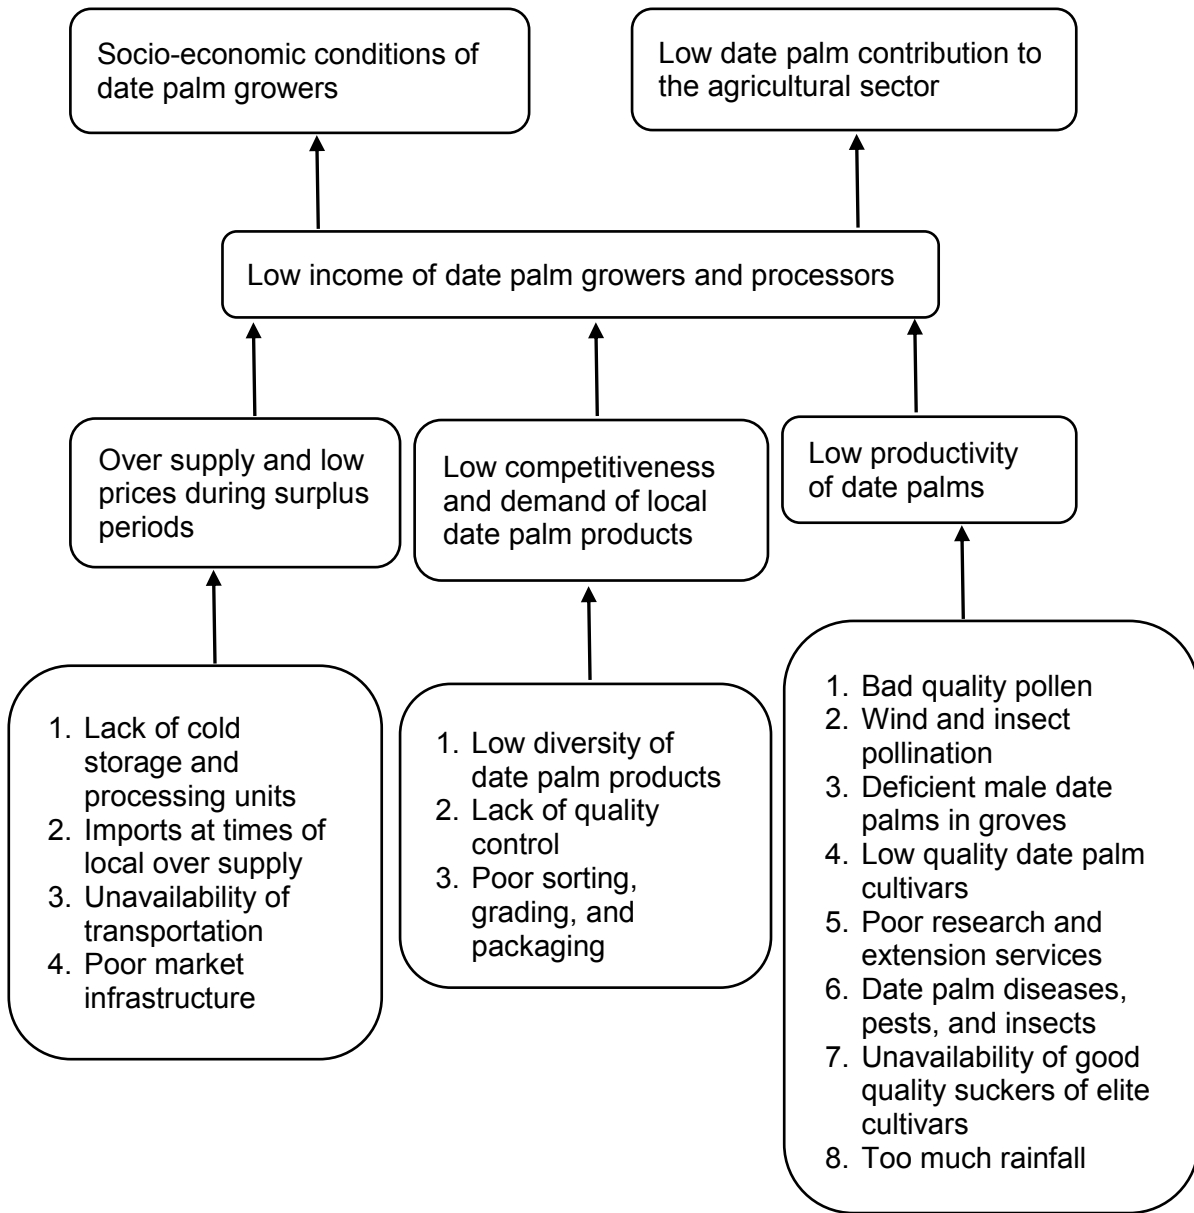 Socio-economic conditions of
date palm growers
Low date palm contribution to
the agricultural sector
Low income of date palm growers and processors
Over supply and low
prices during surplus
periods
Low competitiveness
and demand of local
date palm products
Low productivity
of date palms
1. Lack of cold
storage and
processing units
2. Imports at times of
local over supply
3. Unavailability of
transportation
4. Poor market
infrastructure
1. Low diversity of
date palm products
2. Lack of quality
control
3. Poor sorting,
grading, and
packaging
1. Bad quality pollen
2. Wind and insect
pollination
3. Deficient male date
palms in groves
4. Low quality date palm
cultivars
5. Poor research and
extension services
6. Date palm diseases,
pests, and insects
7. Unavailability of good
quality suckers of elite
cultivars
8. Too much rainfall